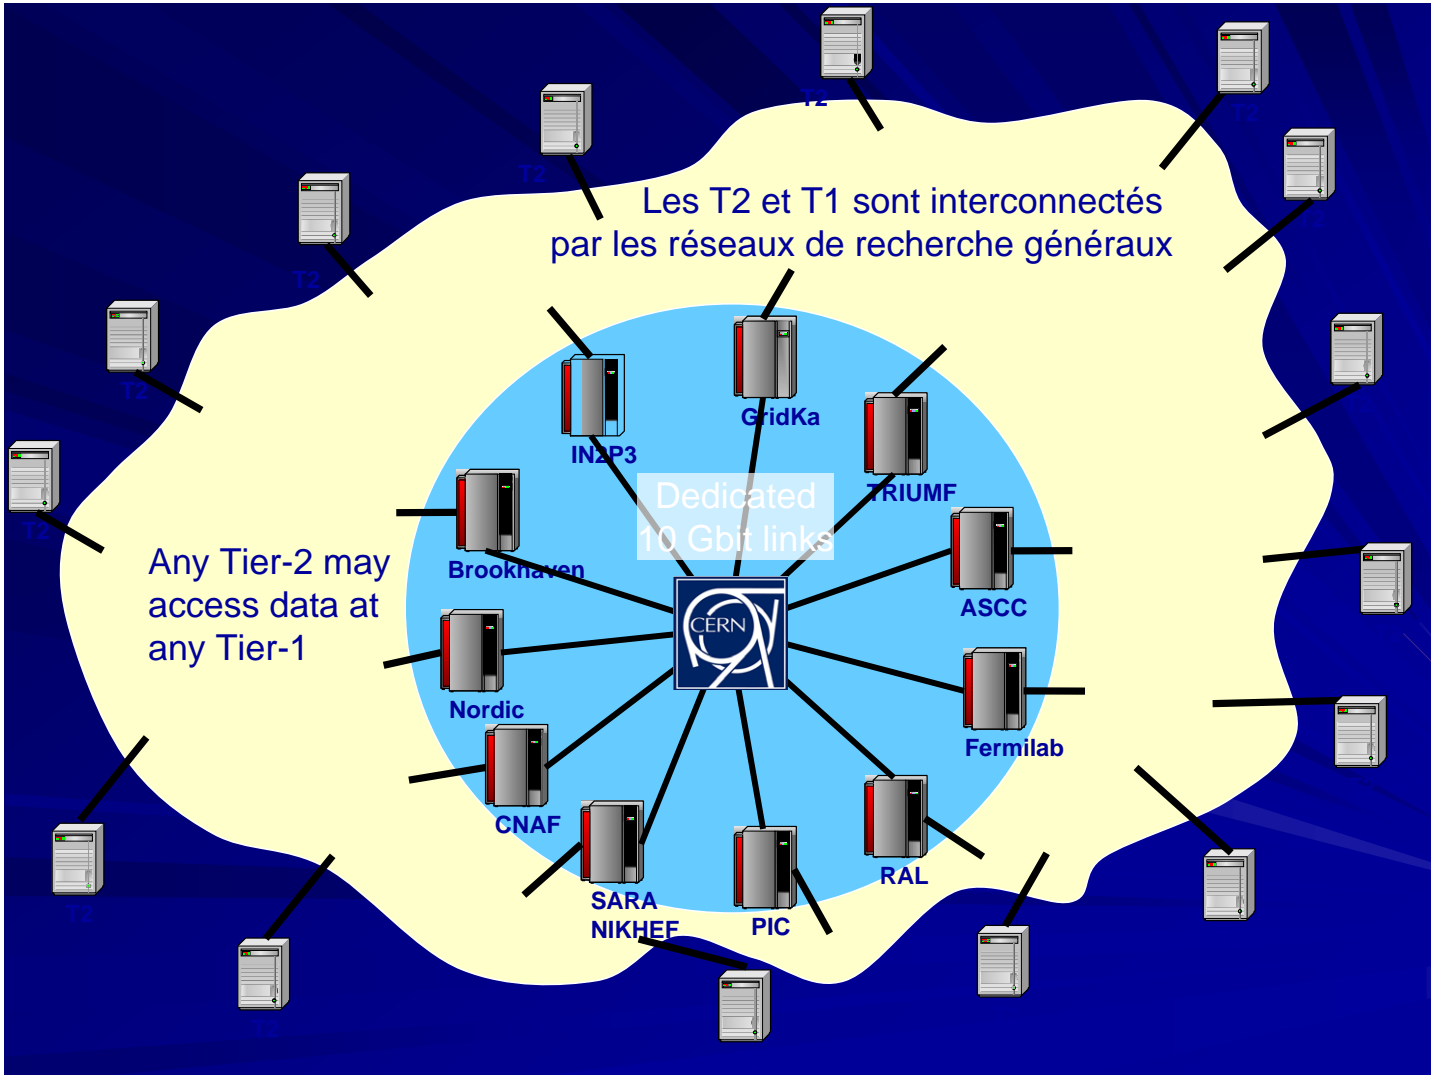 T2
T2
T2
Les T2 et T1 sont interconnectés
par les réseaux de recherche généraux
T2
T2
GridKa
IN2P3
TRIUMF
Dedicated
10 Gbit links
T2
Any Tier-2 may
access data at
any Tier-1
Brookhaven
ASCC
CERN
Nordic
Fermilab
CNAF
RAL
SARA
NIKHEF
PIC
T2
T2